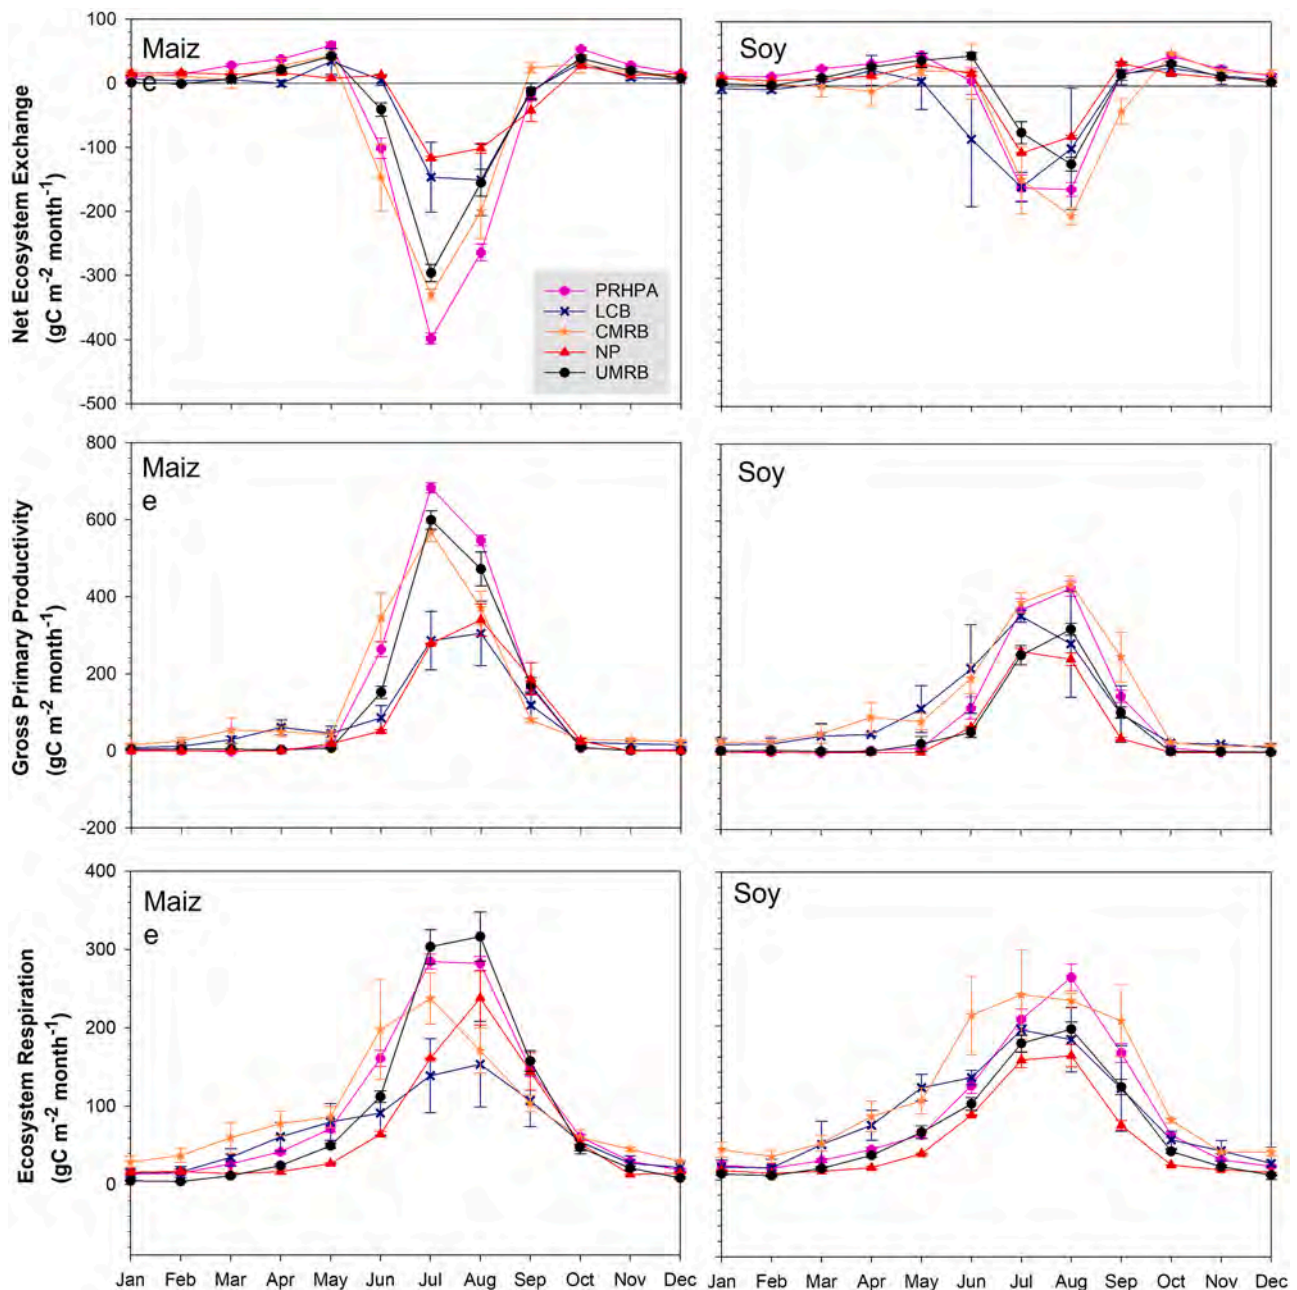 Net Ecosystem Exchange
(gC m⁻² month⁻¹)
100
0
-100
-200
-300
-400
-500
Maiz
e
PRHPA
LCB
CMRB
NP
UMRB
Soy
Gross Primary Productivity
(gC m⁻² month⁻¹)
800
600
400
200
0
-200
Maiz
e
Soy
Ecosystem Respiration
(gC m⁻² month⁻¹)
400
300
200
100
0
Maiz
e
Soy
Jan Feb Mar Apr May Jun Jul Aug Sep Oct Nov Dec
Jan Feb Mar Apr May Jun Jul Aug Sep Oct Nov Dec